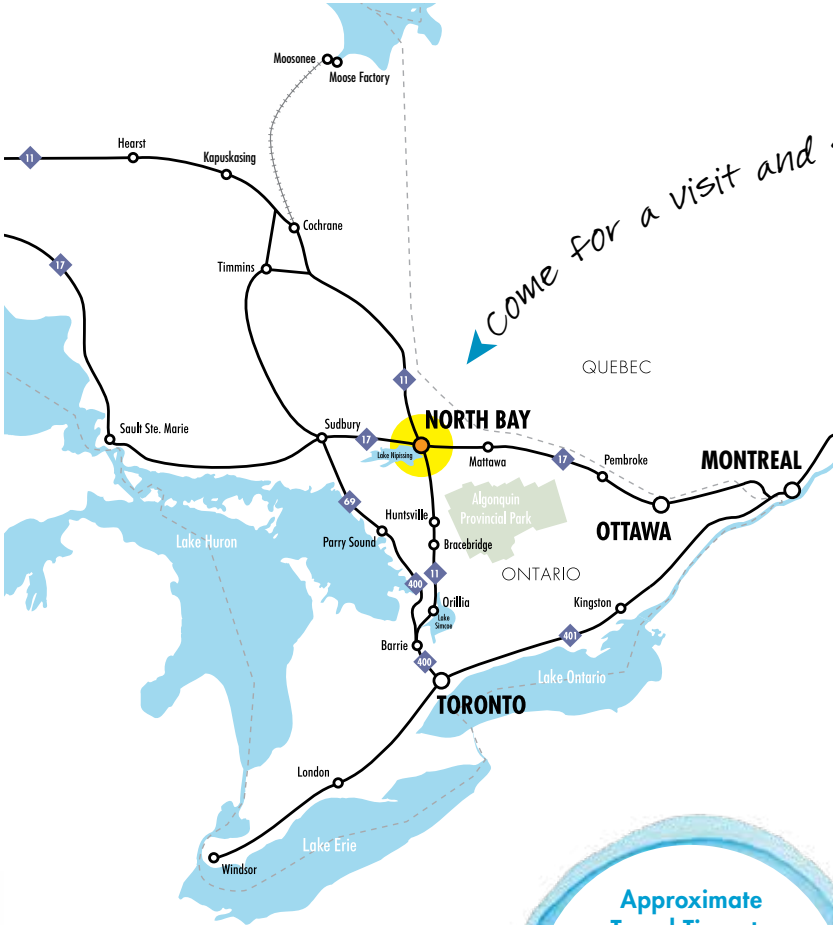 Moosonee
Moose Factory
11
Hearst
Kapuskasing
come for a visit and
Cochrane
17
Timmins
11
QUEBEC
NORTH BAY
Sault Ste. Marie
Sudbury
17
Lake Nipissing
Mattawa
17
Pembroke
MONTREAL
69
Algonquin
Provincial Park
Huntsville
OTTAWA
Lake Huron
Parry Sound
Bracebridge
11
ONTARIO
400
Orillia
Kingston
Lake
Simcoe
401
Barrie
400
Lake Ontario
TORONTO
London
Lake Erie
Windsor
Approximate